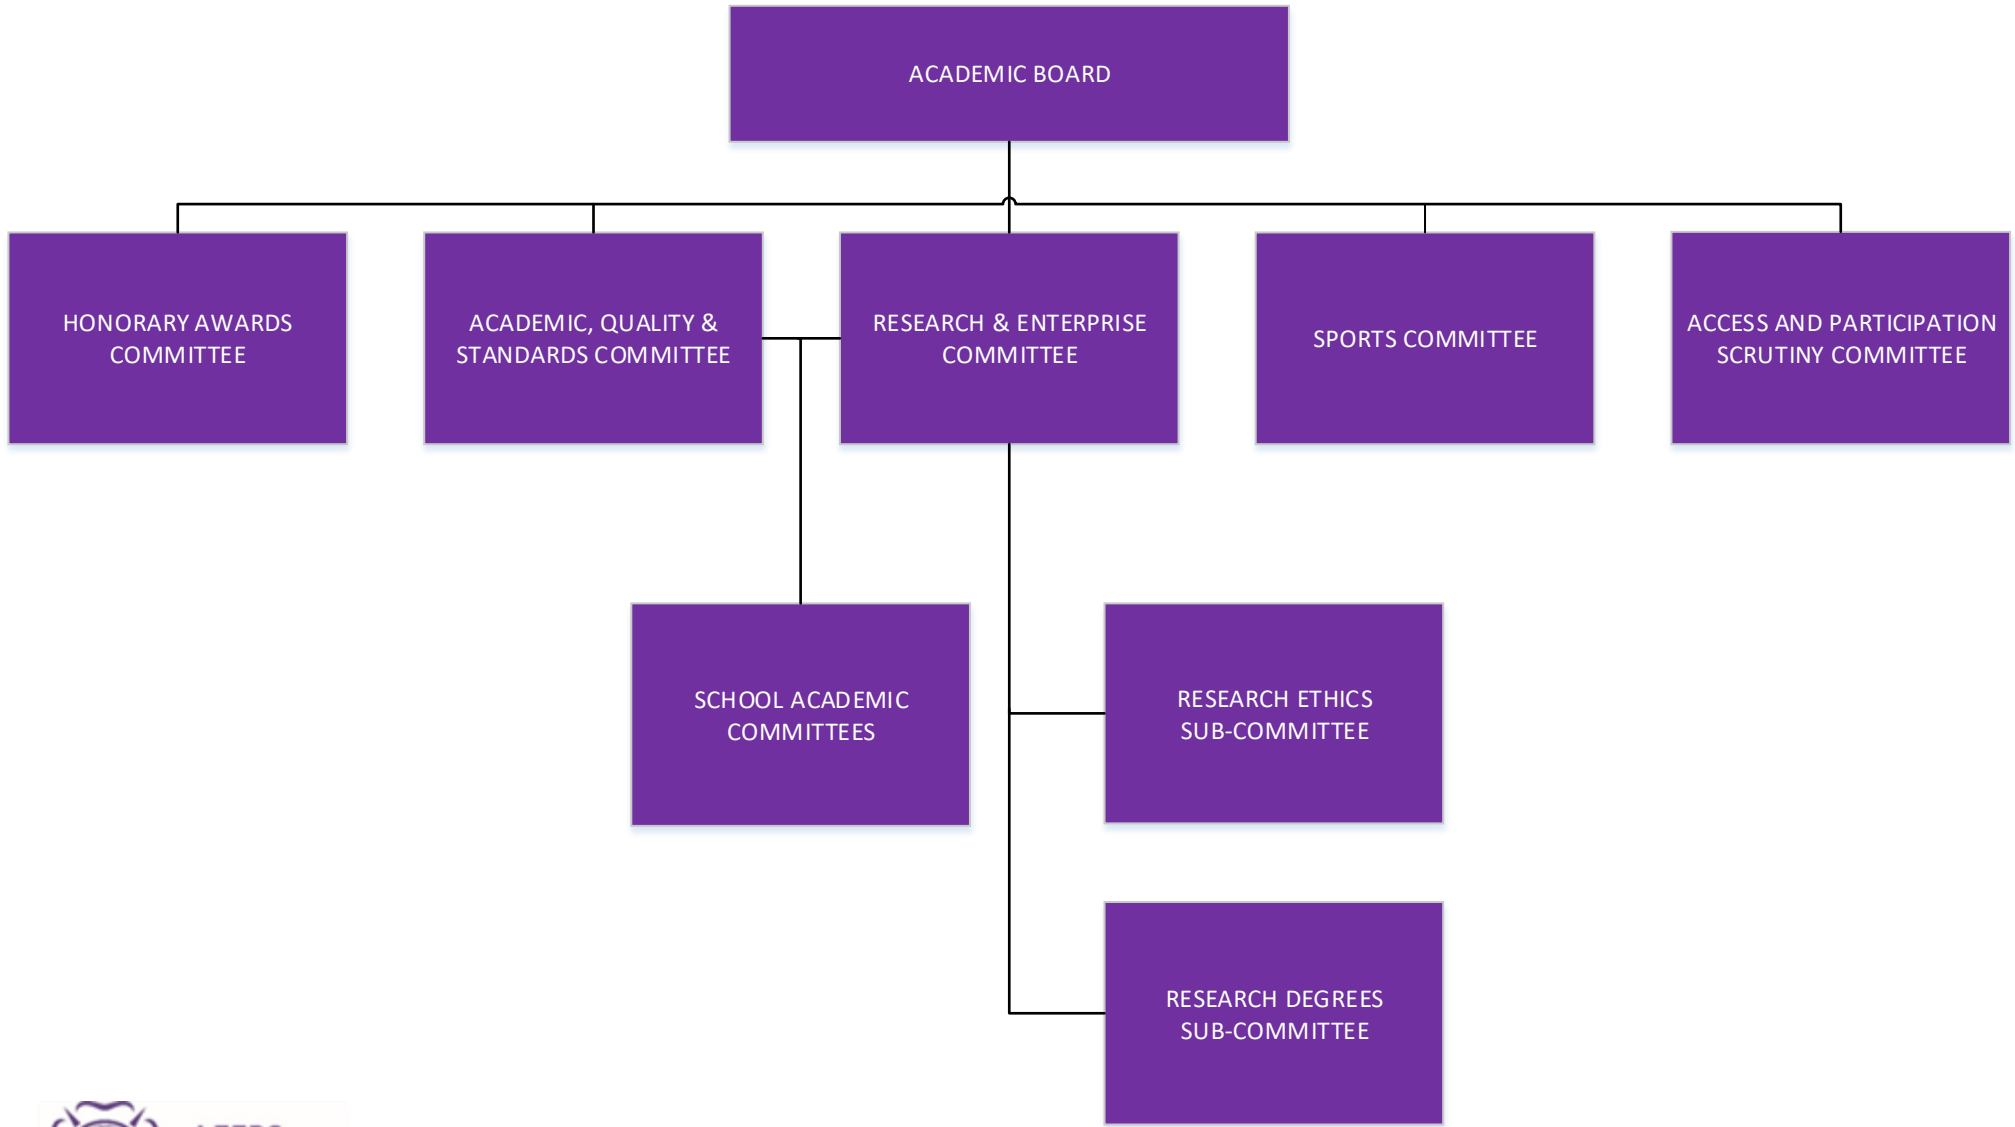 ACADEMIC BOARD
HONORARY AWARDS
COMMITTEE
ACADEMIC, QUALITY &
STANDARDS COMMITTEE
RESEARCH & ENTERPRISE
COMMITTEE
SPORTS COMMITTEE
ACCESS AND PARTICIPATION
SCRUTINY COMMITTEE
SCHOOL ACADEMIC
COMMITTEES
RESEARCH ETHICS
SUB-COMMITTEE
RESEARCH DEGREES
SUB-COMMITTEE